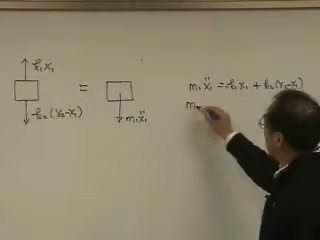 k₁x₁
=
k₂(x₂-x₁)
m₁ẍ₁
m₁ẍ₁ = -k₁x₁ + k₂(x₂-x₁)
m